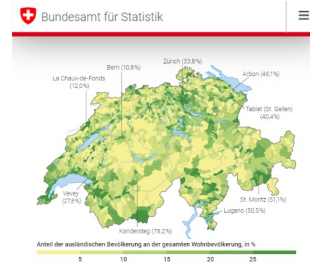 Bundesamt für Statistik
Zürich (33,8%)
Bern (10,8%)
La Chaux-de-Fonds
(12,0%)
Arbon (46,1%)
Tablat (St. Gallen)
(40,4%)
Vevey
(27,8%)
St. Moritz (51,1%)
Lugano (50,5%)
Kandersteg (78,2%)
Anteil der ausländischen Bevölkerung an der gesamten Wohnbevölkerung, in %
5 10 15 20 25